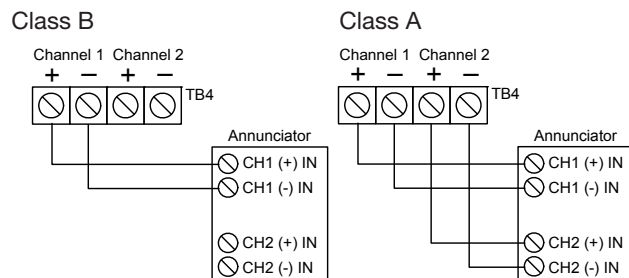 Class B
Channel 1 Channel 2
+ − + −
TB4
Annunciator
CH1 (+) IN
CH1 (-) IN
CH2 (+) IN
CH2 (-) IN
Class A
Channel 1 Channel 2
+ − + −
TB4
Annunciator
CH1 (+) IN
CH1 (-) IN
CH2 (+) IN
CH2 (-) IN